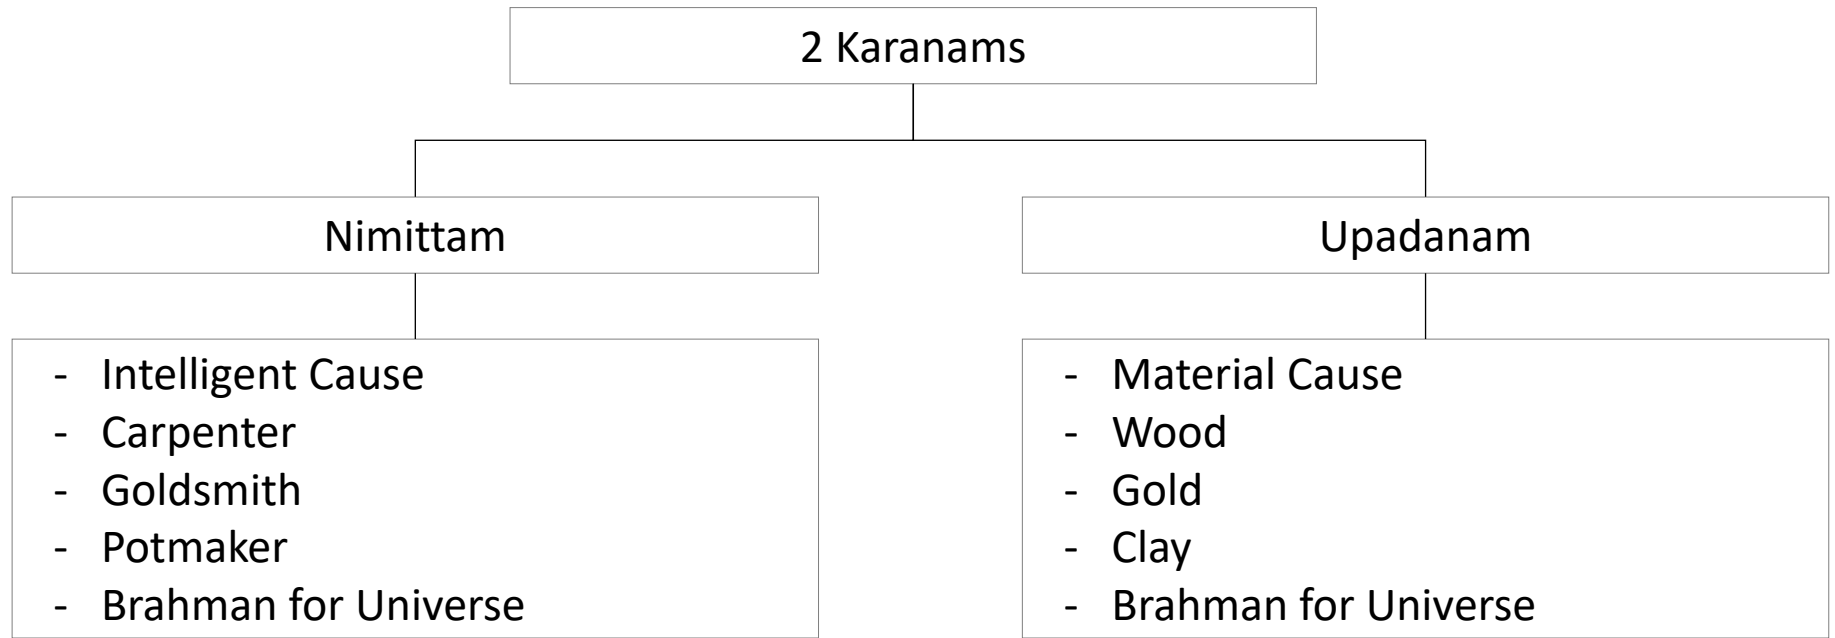 2 Karanams
Nimittam
Upadanam
- Intelligent Cause
- Carpenter
- Goldsmith
- Potmaker
- Brahman for Universe
- Material Cause
- Wood
- Gold
- Clay
- Brahman for Universe